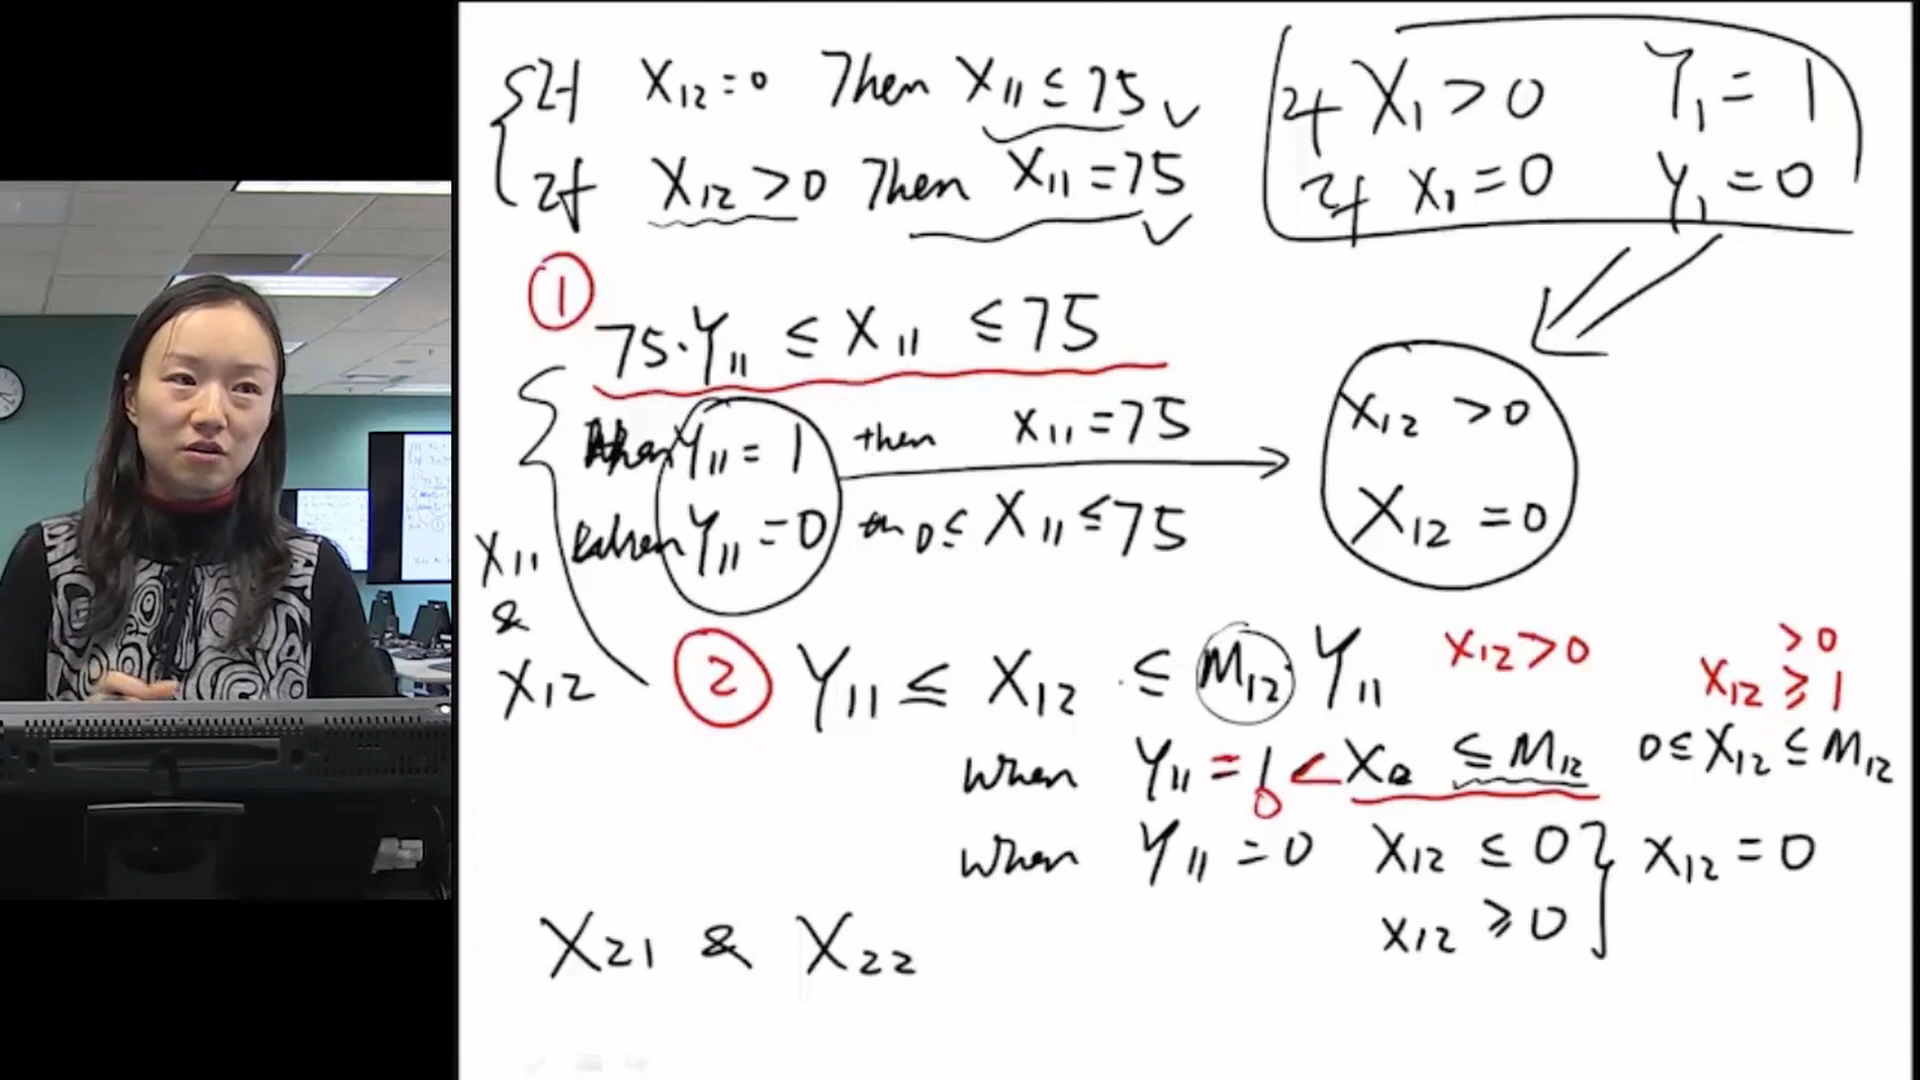 If X12 = 0 Then X11 ≤ 75 ✓
If X12 > 0 Then X11 = 75 ✓
If X1 > 0 Y1 = 1
If X1 = 0 Y1 = 0
①
75·Y11 ≤ X11 ≤ 75
when Y11 = 1 then X11 = 75
when Y11 = 0 0 ≤ X11 ≤ 75
X12 > 0
X12 = 0
X11
&
X12
② Y11 ≤ X12 ≤ M12 Y11
X12 > 0
> 0
X12 ≥ 1
when Y11 = 1 < X12 ≤ M12
0
0 ≤ X12 ≤ M12
when Y11 = 0 X12 ≤ 0 } X12 = 0
X12 ≥ 0
X21 & X22